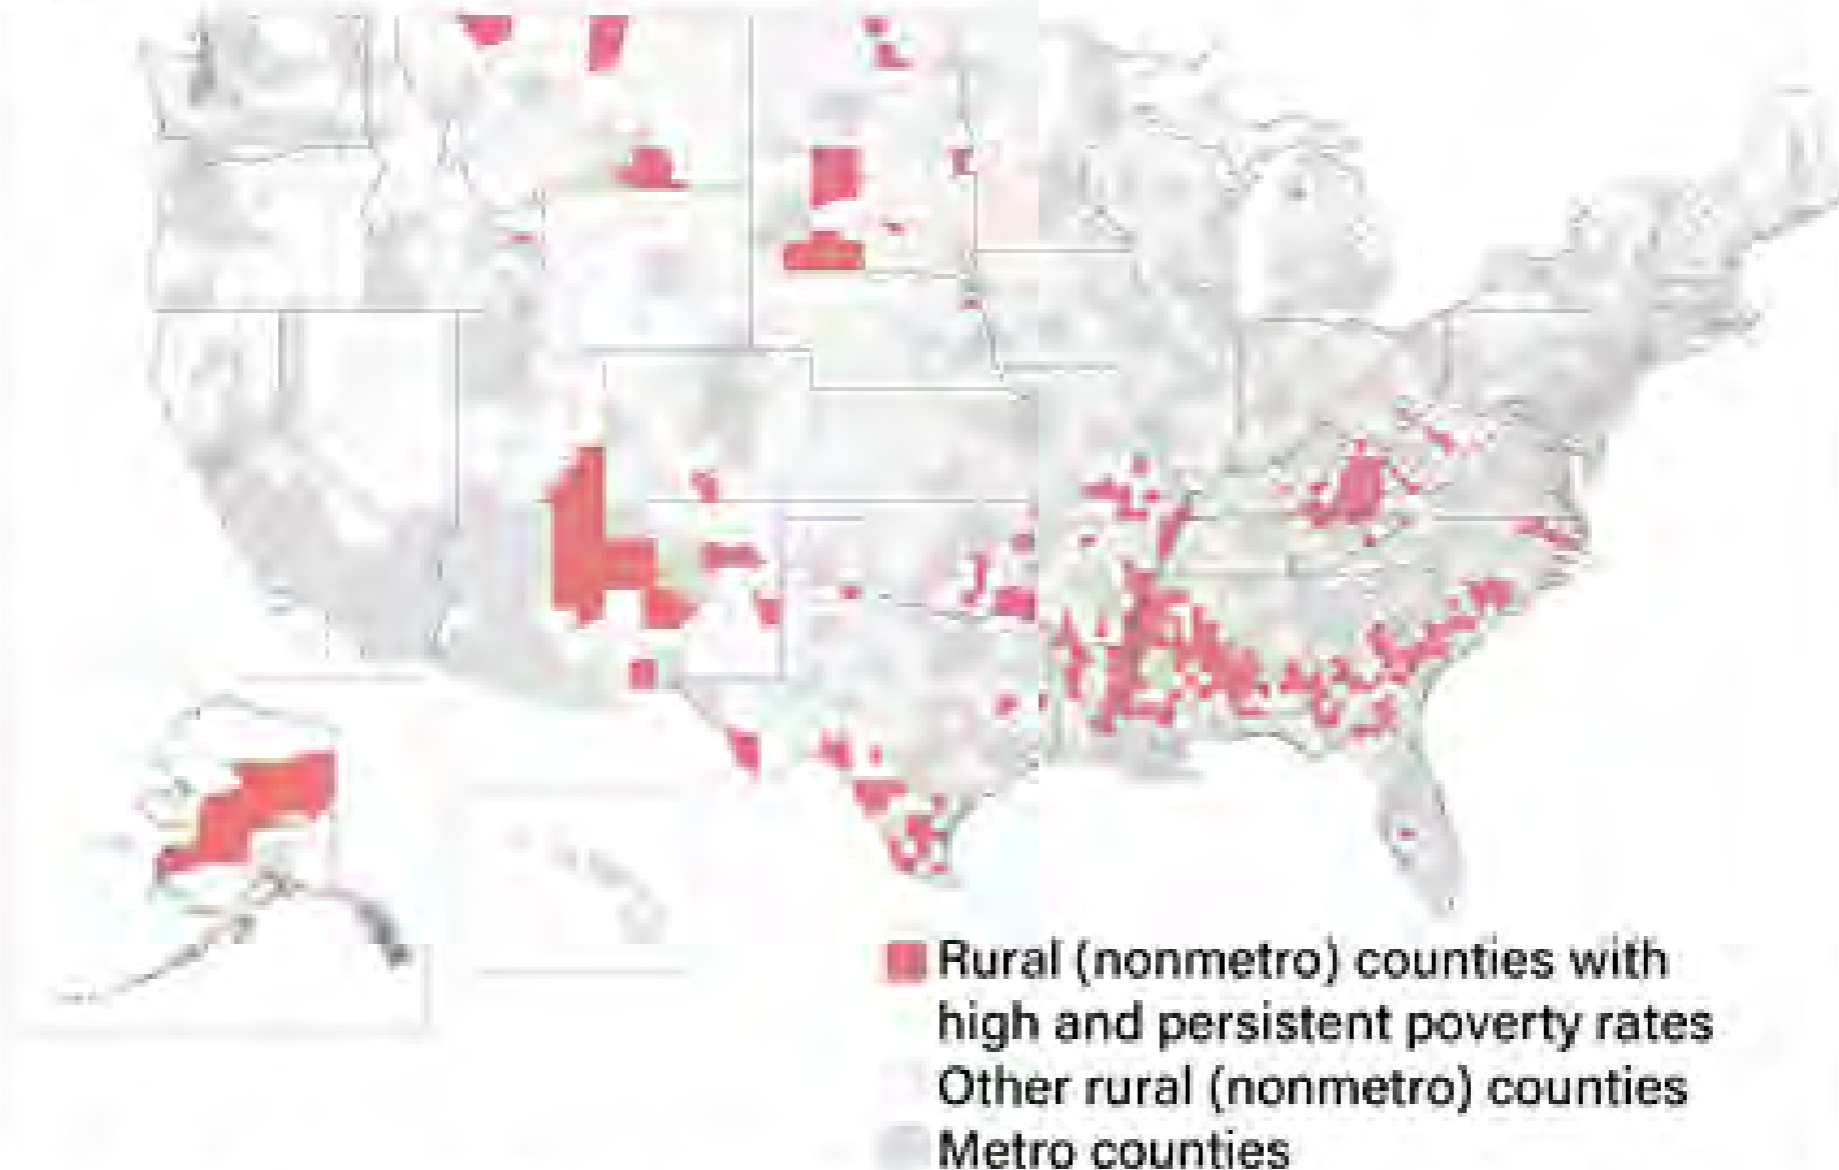 Rural (nonmetro) counties with
high and persistent poverty rates
Other rural (nonmetro) counties
Metro counties